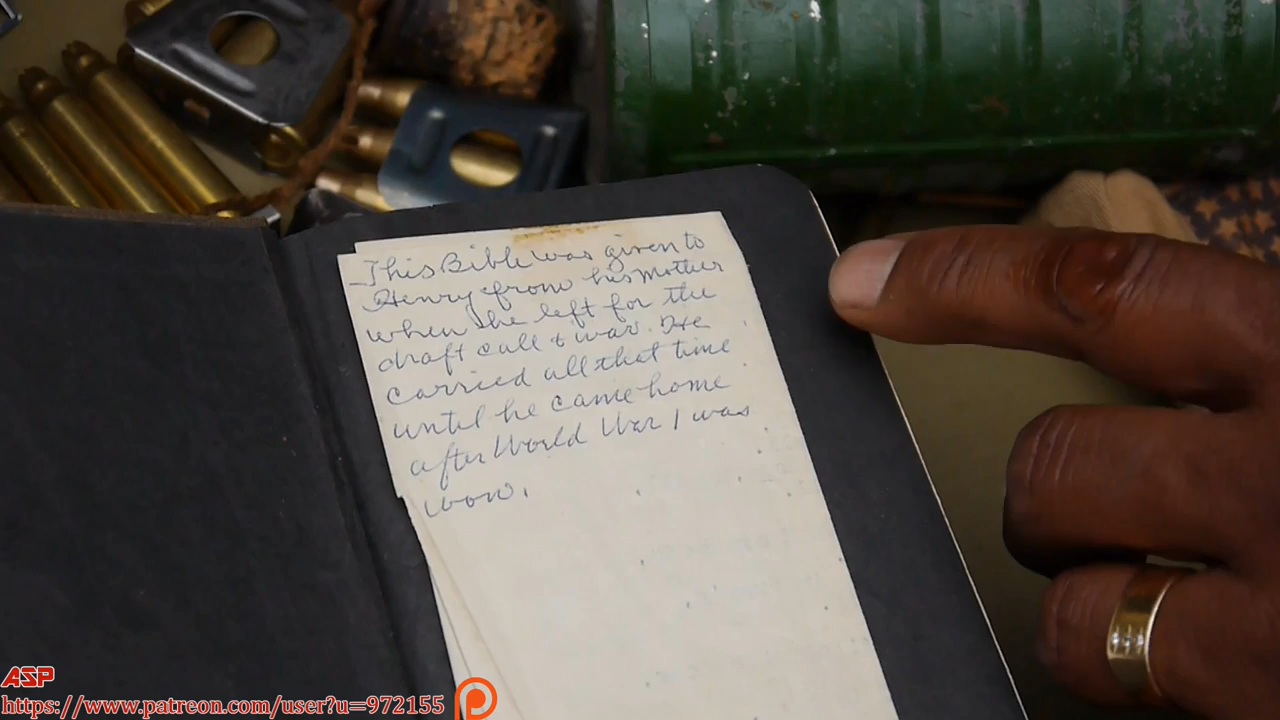 This Bible was given to
Henry from his mother
when he left for the
draft call & war. He
carried all that time
until he came home
after World War 1 was
won.
ASP
https://www.patreon.com/user?u=972155